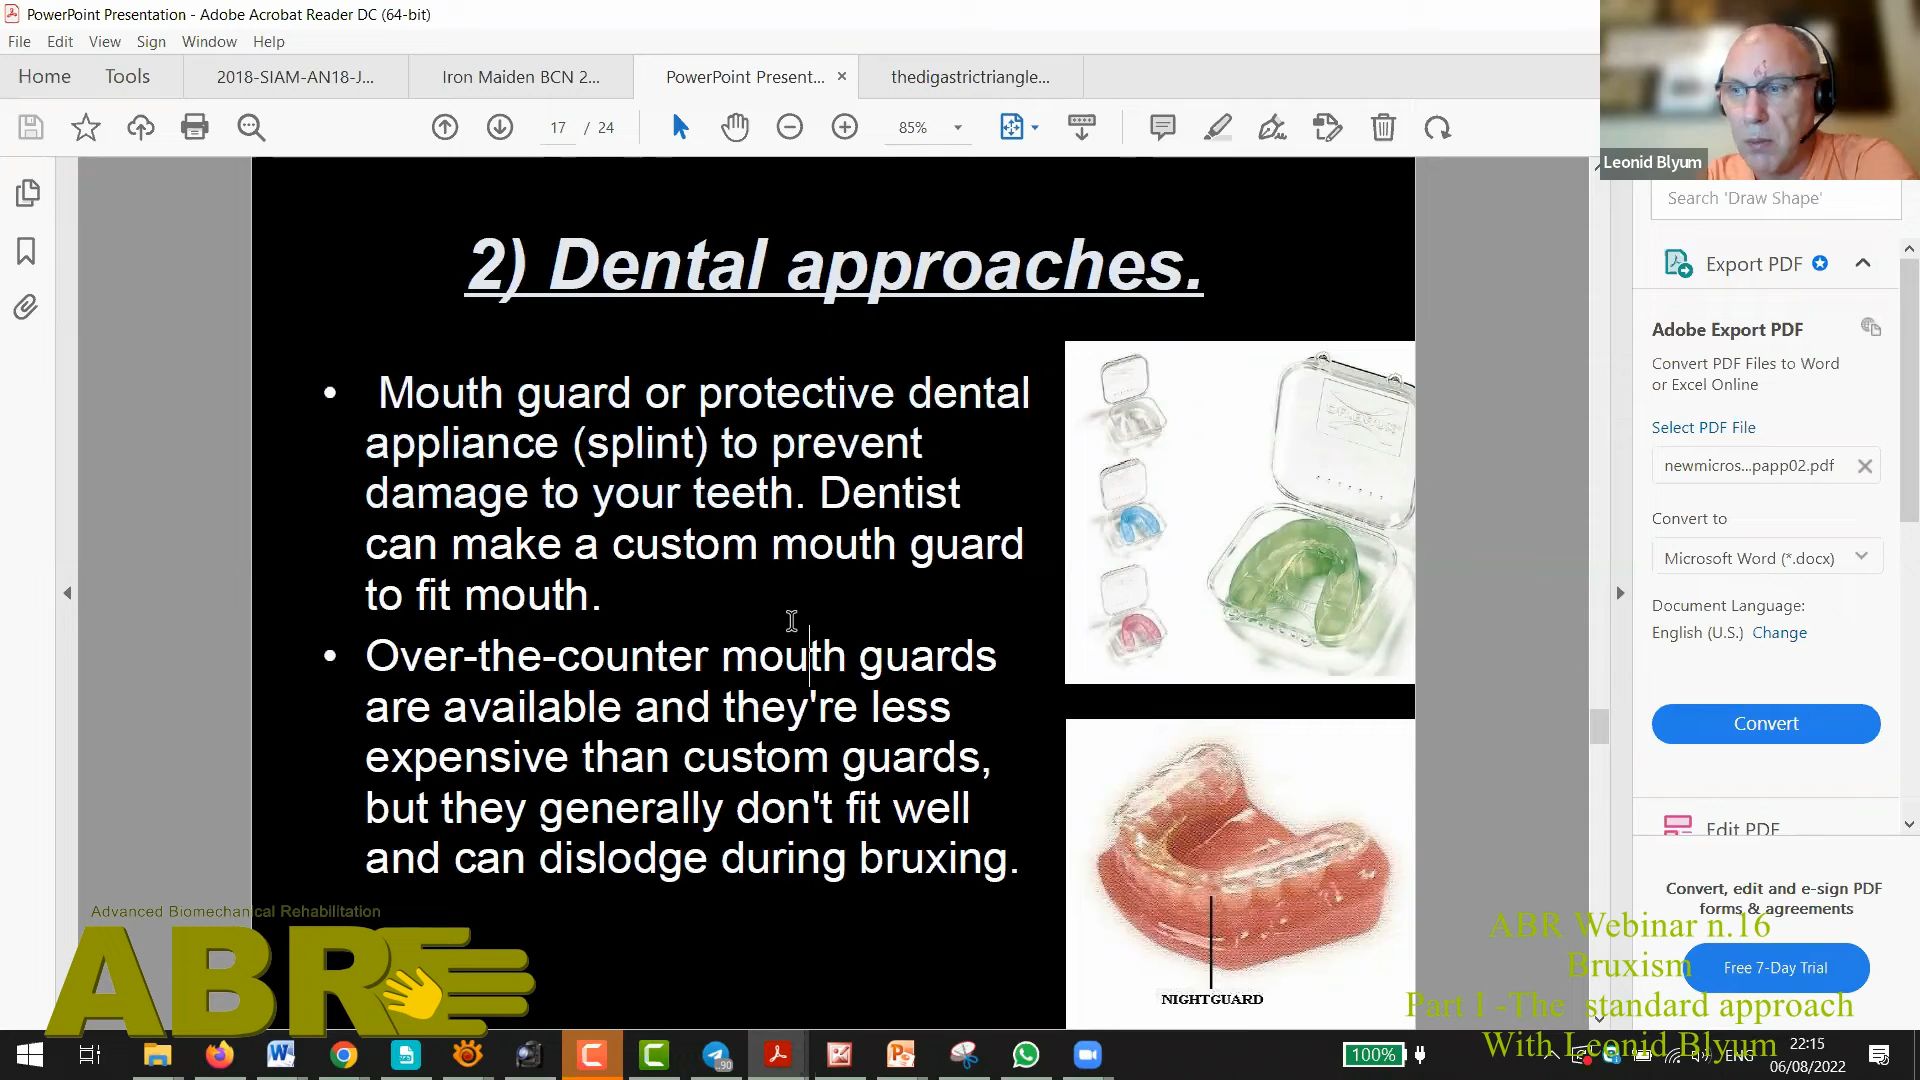 PowerPoint Presentation - Adobe Acrobat Reader DC (64-bit)
File Edit View Sign Window Help
Home Tools 2018-SIAM-AN18-J... Iron Maiden BCN 2... PowerPoint Present... thedigastrictriangle...
17 / 24 85%
Leonid Blyum
Search 'Draw Shape'
2) Dental approaches.
• Mouth guard or protective dental
appliance (splint) to prevent
damage to your teeth. Dentist
can make a custom mouth guard
to fit mouth.
• Over-the-counter mouth guards
are available and they're less
expensive than custom guards,
but they generally don't fit well
and can dislodge during bruxing.
NIGHTGUARD
Export PDF
Adobe Export PDF
Convert PDF Files to Word
or Excel Online
Select PDF File
newmicros...papp02.pdf
Convert to
Microsoft Word (*.docx)
Document Language:
English (U.S.) Change
Convert
Edit PDF
Convert, edit and e-sign PDF
forms & agreements
Free 7-Day Trial
Advanced Biomechanical Rehabilitation
ABR
ABR Webinar n.16
Bruxism
Part 1 -The standard approach
With Leonid Blyum
100%
ENG
22:15
06/08/2022